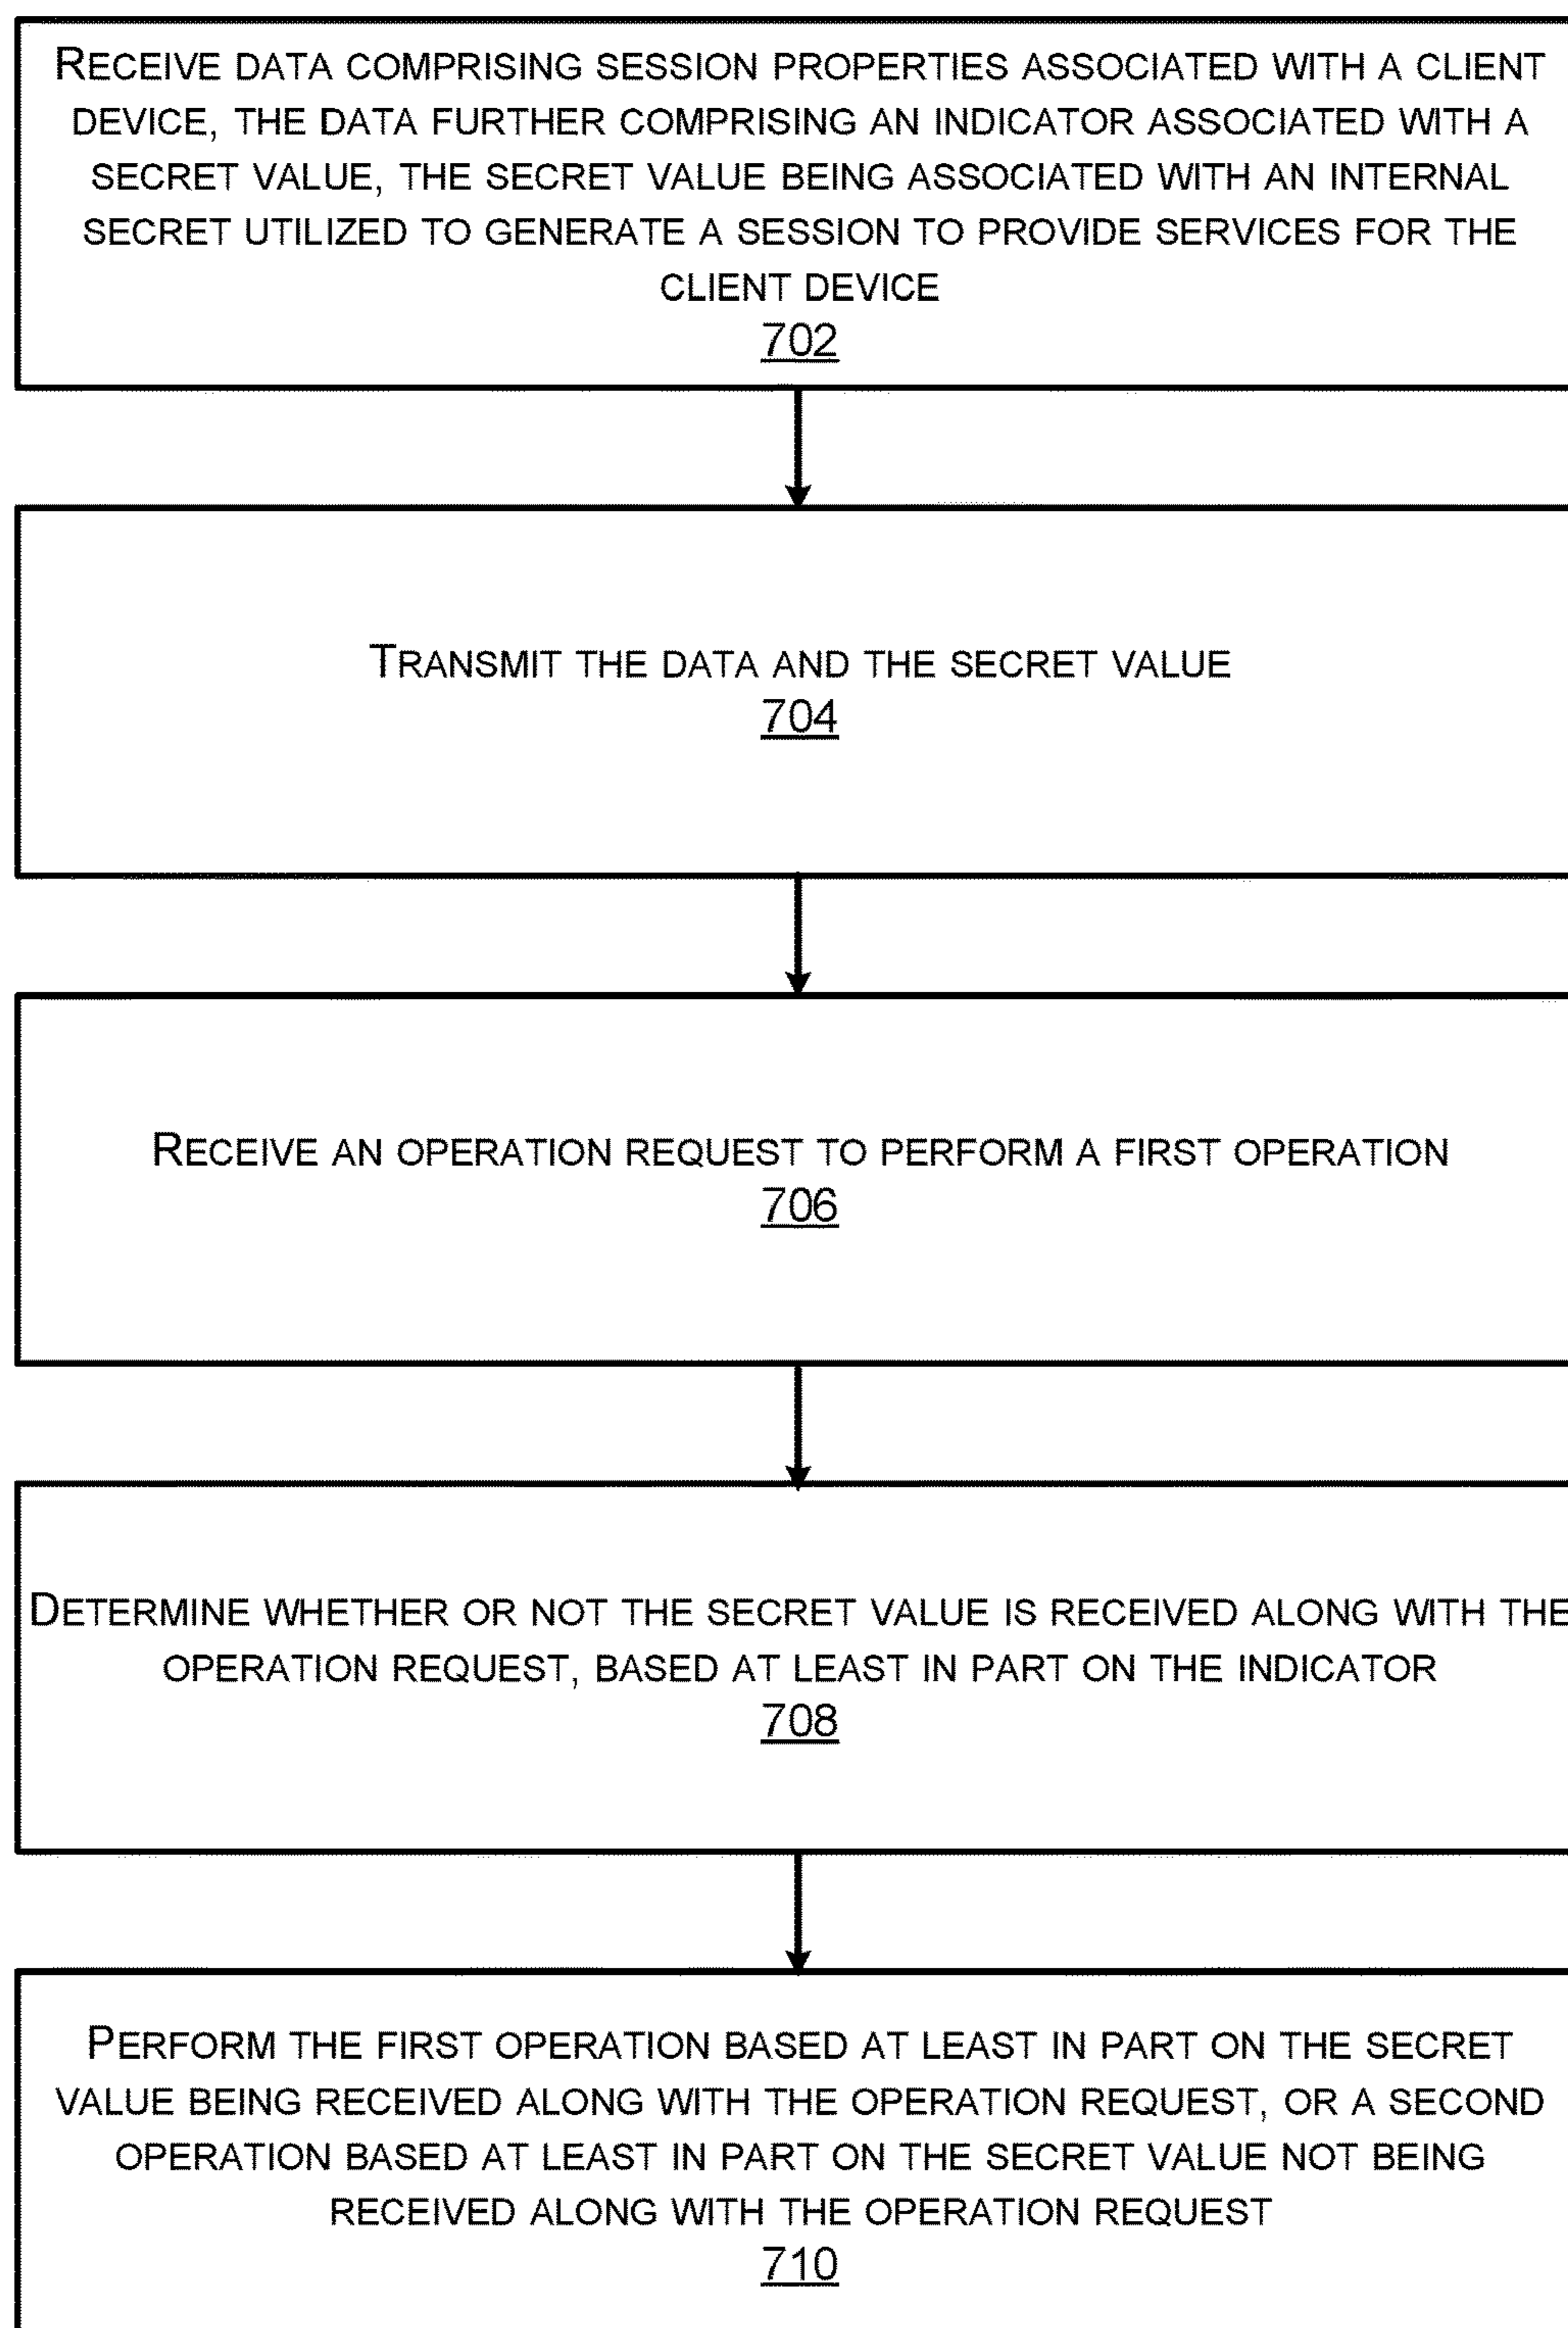 RECEIVE DATA COMPRISING SESSION PROPERTIES ASSOCIATED WITH A CLIENT
DEVICE, THE DATA FURTHER COMPRISING AN INDICATOR ASSOCIATED WITH A
SECRET VALUE, THE SECRET VALUE BEING ASSOCIATED WITH AN INTERNAL
SECRET UTILIZED TO GENERATE A SESSION TO PROVIDE SERVICES FOR THE
CLIENT DEVICE
702
TRANSMIT THE DATA AND THE SECRET VALUE
704
RECEIVE AN OPERATION REQUEST TO PERFORM A FIRST OPERATION
706
DETERMINE WHETHER OR NOT THE SECRET VALUE IS RECEIVED ALONG WITH THE
OPERATION REQUEST, BASED AT LEAST IN PART ON THE INDICATOR
708
PERFORM THE FIRST OPERATION BASED AT LEAST IN PART ON THE SECRET
VALUE BEING RECEIVED ALONG WITH THE OPERATION REQUEST, OR A SECOND
OPERATION BASED AT LEAST IN PART ON THE SECRET VALUE NOT BEING
RECEIVED ALONG WITH THE OPERATION REQUEST
710